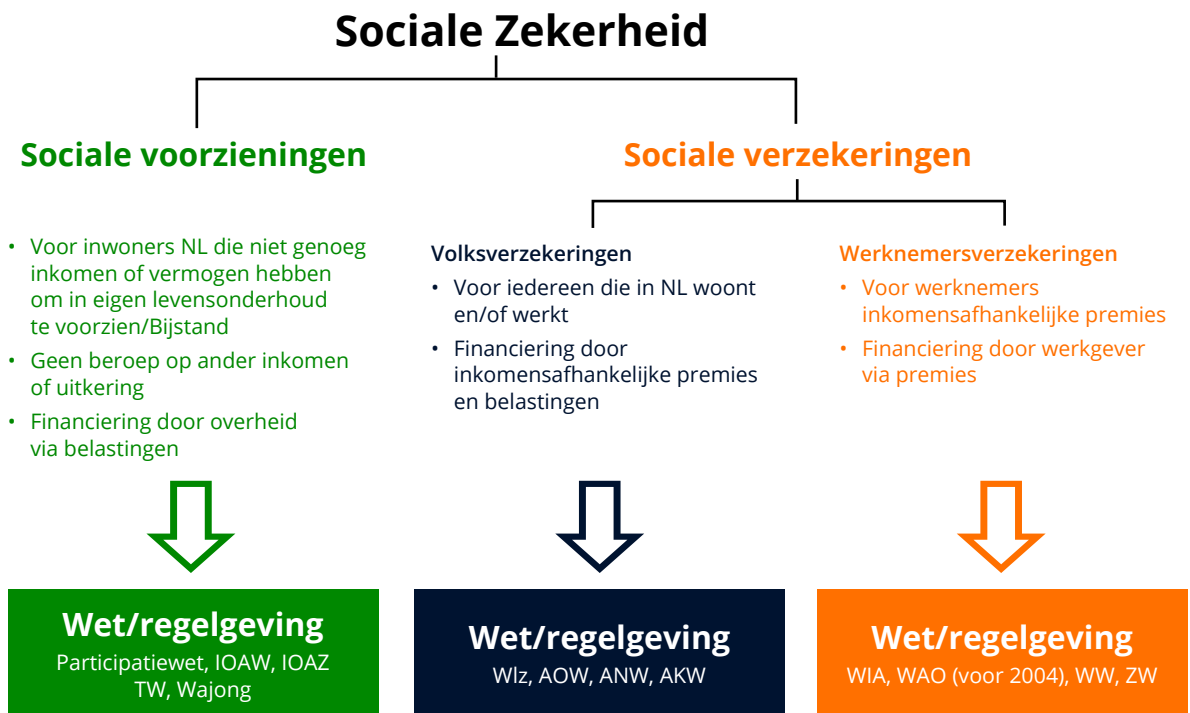 Sociale Zekerheid
Sociale voorzieningen
• Voor inwoners NL die niet genoeg
inkomen of vermogen hebben
om in eigen levensonderhoud
te voorzien/Bijstand
• Geen beroep op ander inkomen
of uitkering
• Financiering door overheid
via belastingen
Sociale verzekeringen
Volksverzekeringen
• Voor iedereen die in NL woont
en/of werkt
• Financiering door
inkomensafhankelijke premies
en belastingen
Werknemersverzekeringen
• Voor werknemers
inkomensafhankelijke premies
• Financiering door werkgever
via premies
Wet/regelgeving
Participatiewet, IOAW, IOAZ
TW, Wajong
Wet/regelgeving
Wlz, AOW, ANW, AKW
Wet/regelgeving
WIA, WAO (voor 2004), WW, ZW